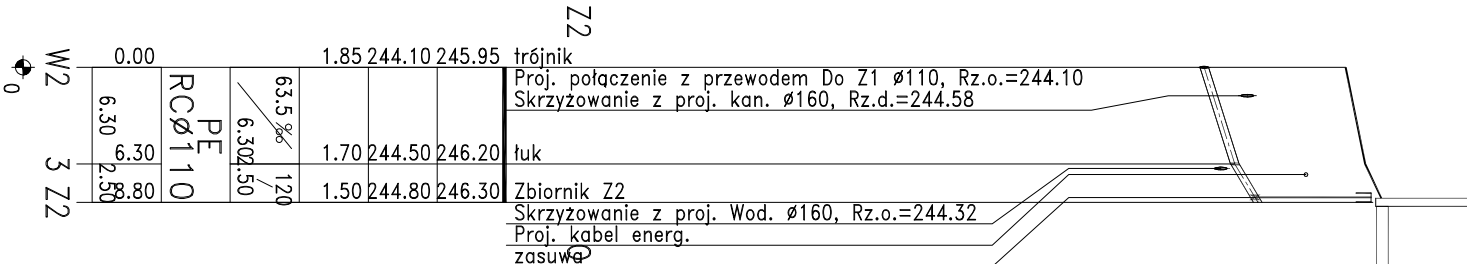 Z2
W2
0
0.00
1.85 244.10 245.95 trójnik
Proj. połączenie z przewodem Do Z1 ø110, Rz.o.=244.10
Skrzyżowanie z proj. kan. ø160, Rz.d.=244.58
6.30
PE
RCø110
63.5 ‰
6.30
3
6.30
1.70 244.50 246.20 łuk
Z2
2.50
8.80
2.50
120
1.50 244.80 246.30 Zbiornik Z2
Skrzyżowanie z proj. Wod. ø160, Rz.o.=244.32
Proj. kabel energ.
zasuwa